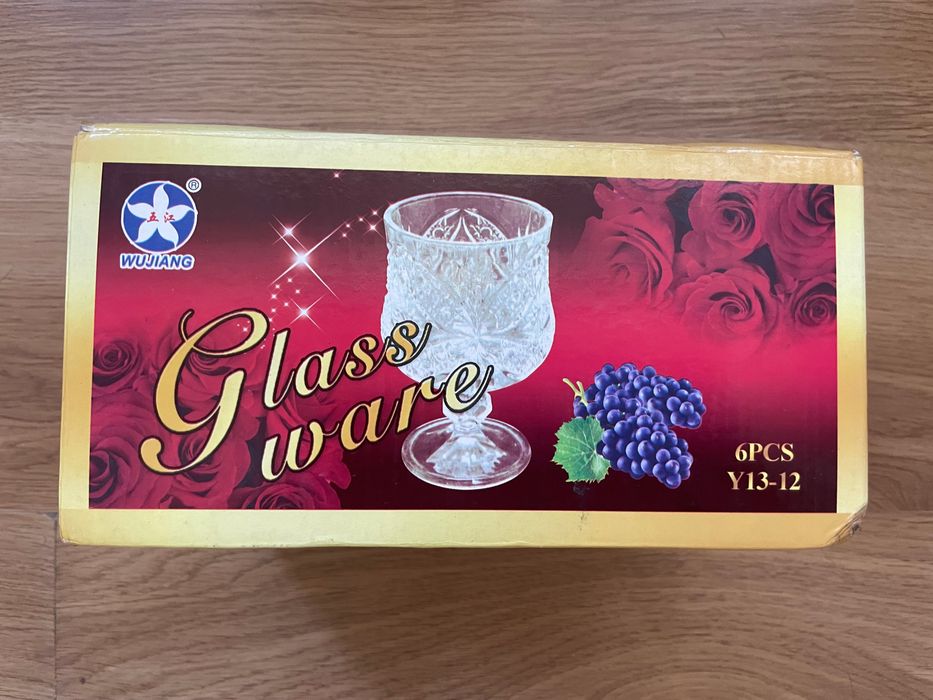 ®
五江
WUJIANG
Glass
ware
6PCS
Y13-12